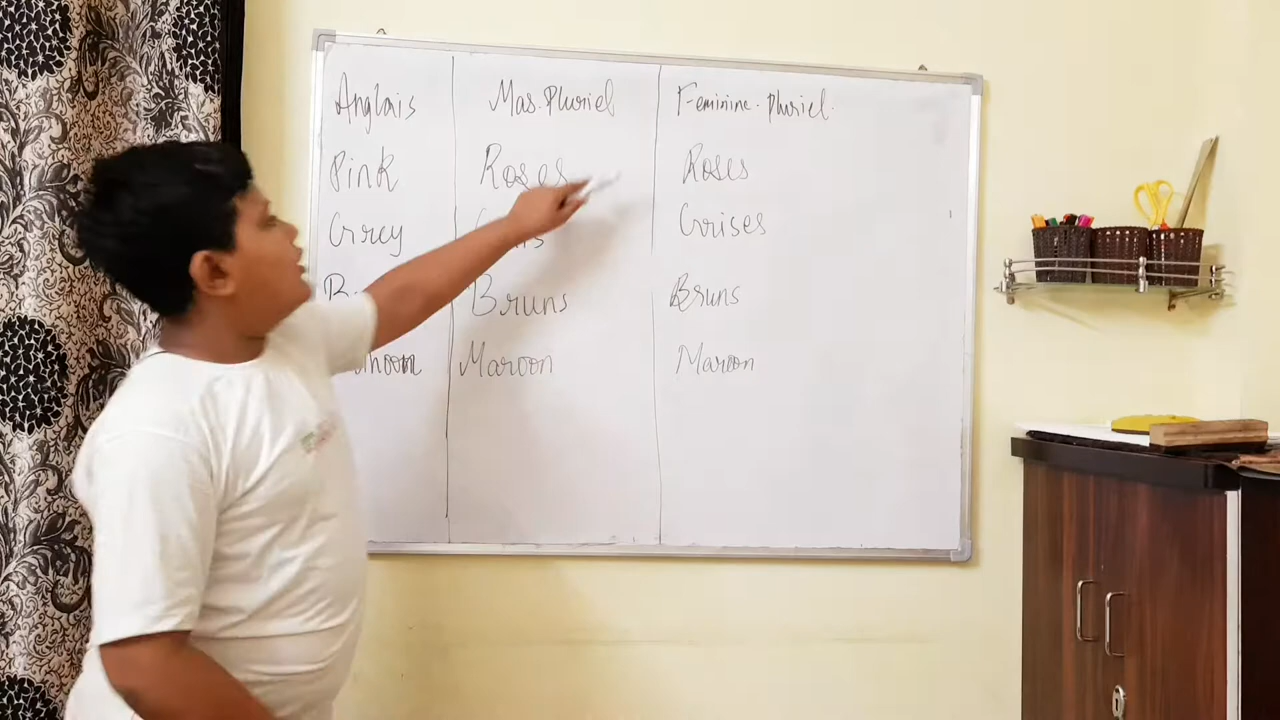 Anglais Mas. Pluriel Feminine. Pluriel.
Pink Roses Roses
Grey Grises
Bruns Bruns
Maroon Maroon